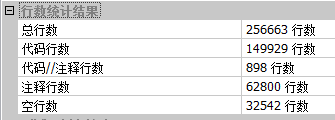 行数统计结果
总行数 256663 行数
代码行数 149929 行数
代码//注释行数 898 行数
注释行数 62800 行数
空行数 32542 行数